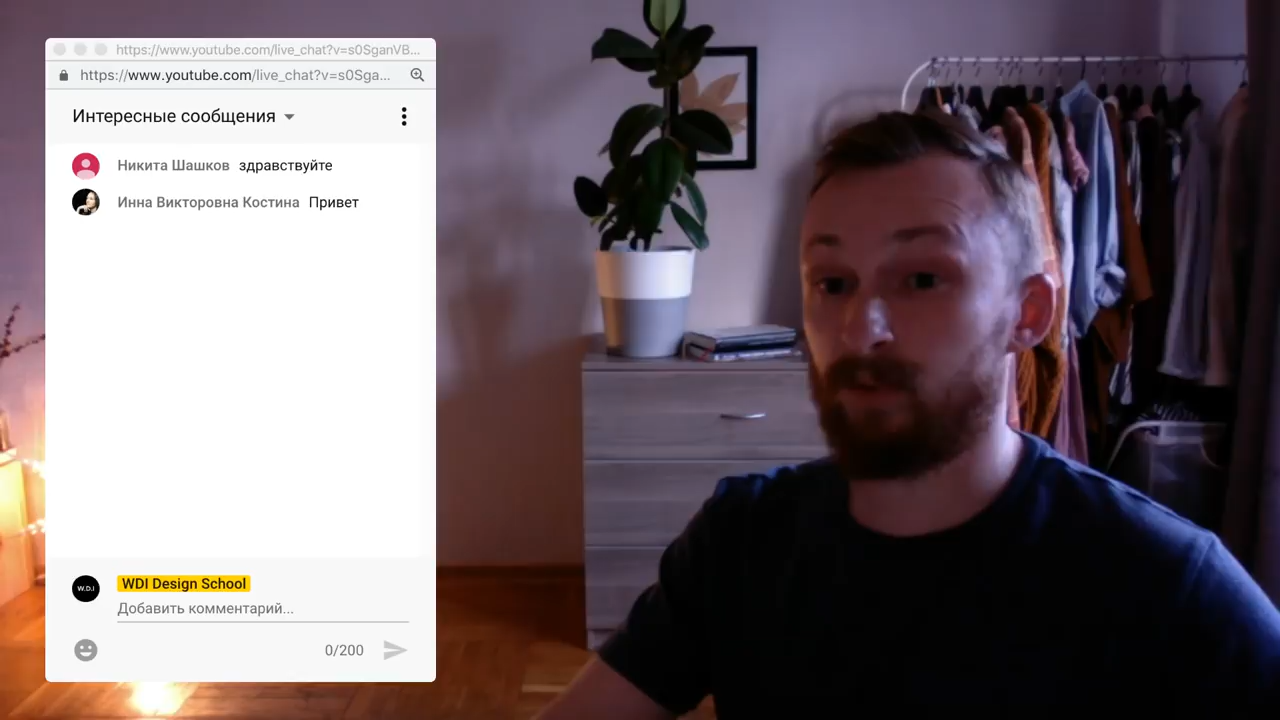 https://www.youtube.com/live_chat?v=s0SganVB...
https://www.youtube.com/live_chat?v=s0Sga...
Интересные сообщения
Никита Шашков здравствуйте
Инна Викторовна Костина Привет
W.D.I
WDI Design School
Добавить комментарий...
0/200